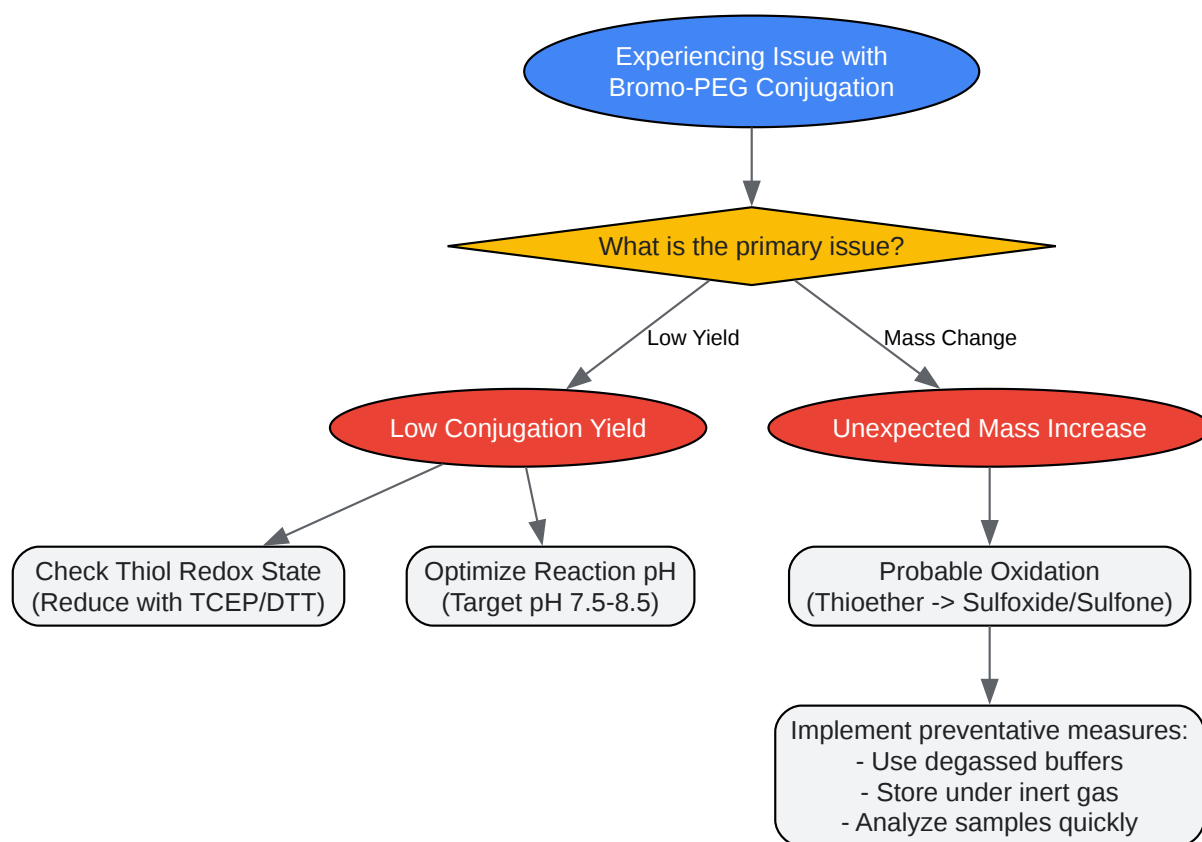 Experiencing Issue with
Bromo-PEG Conjugation
What is the primary issue?
Low Yield
Mass Change
Low Conjugation Yield
Unexpected Mass Increase
Check Thiol Redox State
(Reduce with TCEP/DTT)
Optimize Reaction pH
(Target pH 7.5-8.5)
Probable Oxidation
(Thioether -> Sulfoxide/Sulfone)
Implement preventative measures:
- Use degassed buffers
- Store under inert gas
- Analyze samples quickly